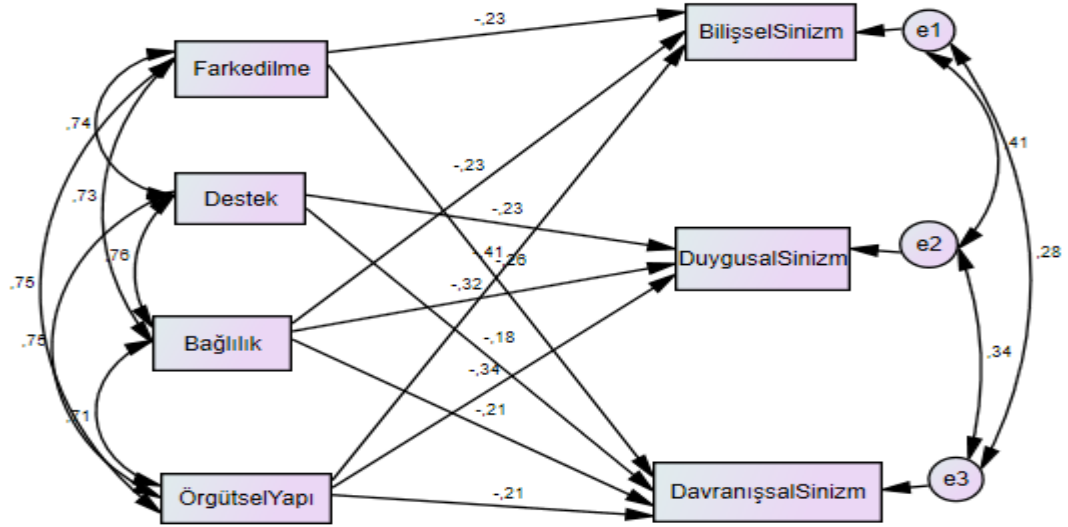 -,23
BilişselSinizm
e1
Farkedilme
,74
,41
,73
-,23
Destek
-,23
e2
,76
-,41
-,26
DuygusalSinizm
,28
,75
-,32
Bağlılık
-,18
,34
-,34
,71
-,21
e3
ÖrgütselYapı
-,21
DavranışsalSinizm